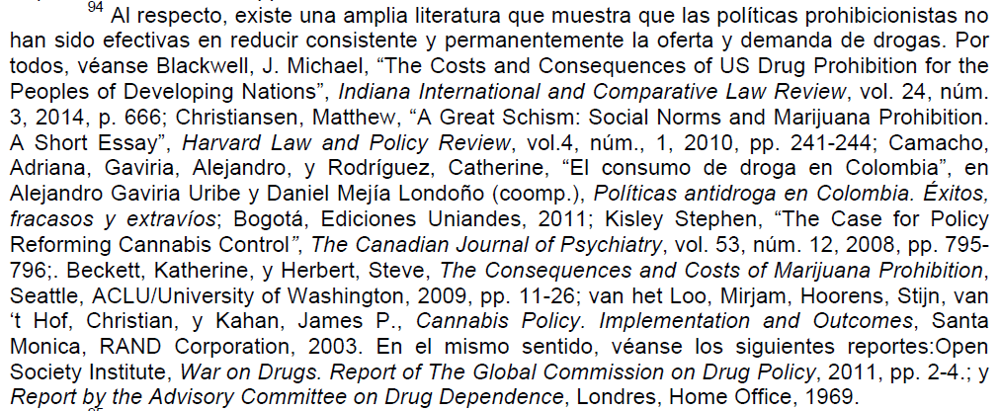 94 Al respecto, existe una amplia literatura que muestra que las políticas prohibicionistas no
han sido efectivas en reducir consistente y permanentemente la oferta y demanda de drogas. Por
todos, véanse Blackwell, J. Michael, “The Costs and Consequences of US Drug Prohibition for the
Peoples of Developing Nations”, Indiana International and Comparative Law Review, vol. 24, núm.
3, 2014, p. 666; Christiansen, Matthew, “A Great Schism: Social Norms and Marijuana Prohibition.
A Short Essay”, Harvard Law and Policy Review, vol.4, núm., 1, 2010, pp. 241-244; Camacho,
Adriana, Gaviria, Alejandro, y Rodríguez, Catherine, “El consumo de droga en Colombia”, en
Alejandro Gaviria Uribe y Daniel Mejía Londoño (coomp.), Políticas antidroga en Colombia. Éxitos,
fracasos y extravíos; Bogotá, Ediciones Uniandes, 2011; Kisley Stephen, “The Case for Policy
Reforming Cannabis Control”, The Canadian Journal of Psychiatry, vol. 53, núm. 12, 2008, pp. 795-
796;. Beckett, Katherine, y Herbert, Steve, The Consequences and Costs of Marijuana Prohibition,
Seattle, ACLU/University of Washington, 2009, pp. 11-26; van het Loo, Mirjam, Hoorens, Stijn, van
‘t Hof, Christian, y Kahan, James P., Cannabis Policy. Implementation and Outcomes, Santa
Monica, RAND Corporation, 2003. En el mismo sentido, véanse los siguientes reportes:Open
Society Institute, War on Drugs. Report of The Global Commission on Drug Policy, 2011, pp. 2-4.; y
Report by the Advisory Committee on Drug Dependence, Londres, Home Office, 1969.